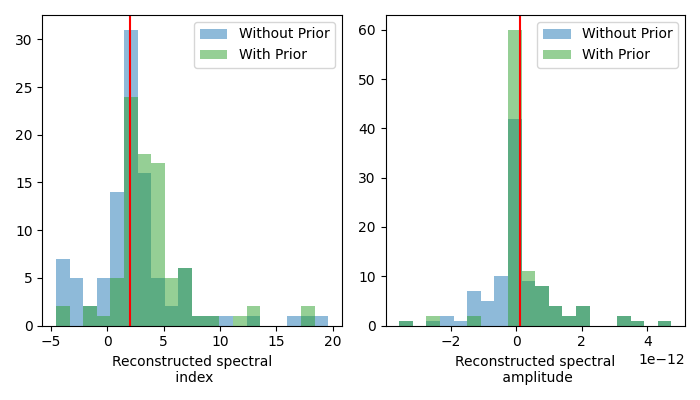 Without Prior
With Prior
30
25
20
15
10
5
0
−5
0
5
10
15
20
Reconstructed spectral
index
Without Prior
With Prior
60
50
40
30
20
10
0
−2
0
2
4
1e−12
Reconstructed spectral
amplitude